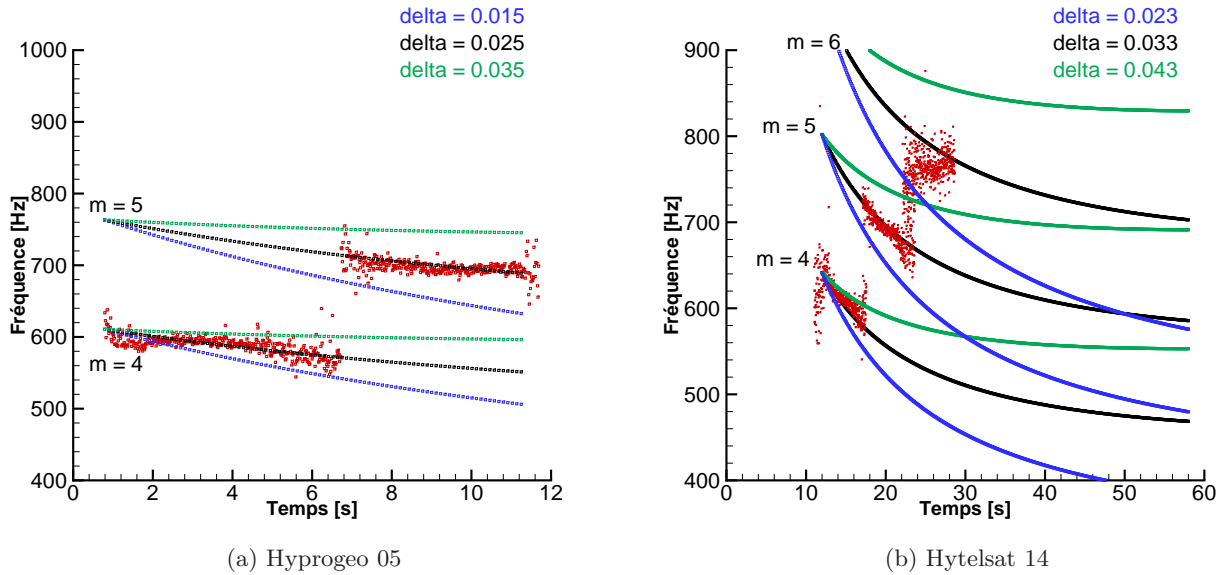 delta = 0.015
delta = 0.025
delta = 0.035
1000
900
800
700
600
500
400
Fréquence [Hz]
m = 5
m = 4
0
2
4
6
8
10
12
Temps [s]
(a) Hyprogeo 05
delta = 0.023
delta = 0.033
delta = 0.043
900
800
700
600
500
400
Fréquence [Hz]
m = 6
m = 5
m = 4
0
10
20
30
40
50
60
Temps [s]
(b) Hytelsat 14